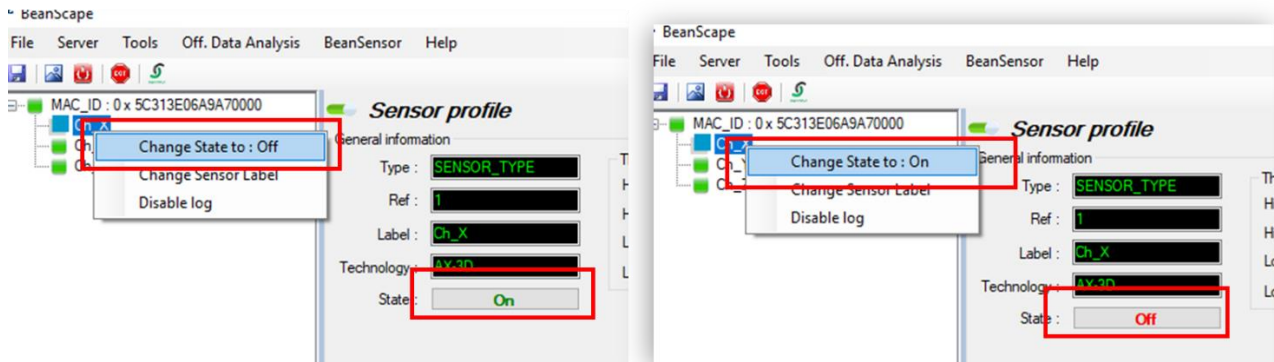 BeanScape
File Server Tools Off. Data Analysis BeanSensor Help
MAC_ID : 0 x 5C313E06A9A70000
Ch_X
Change State to : Off
Change Sensor Label
Disable log
Sensor profile
General information
Type : SENSOR_TYPE
Ref : 1
Label : Ch_X
Technology : AX-3D
State : On
BeanScape
File Server Tools Off. Data Analysis BeanSensor Help
MAC_ID : 0 x 5C313E06A9A70000
Ch_X
Ch_Y
Change State to : On
Change Sensor Label
Disable log
Sensor profile
General information
Type : SENSOR_TYPE
Ref : 1
Label : Ch_X
Technology : AX-3D
State : Off